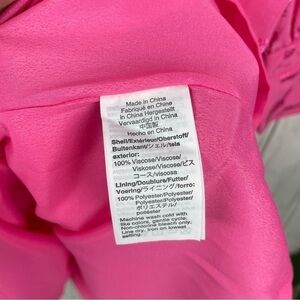 Made in China
Fabriqué en Chine
In China Hergestellt
Vervaardigd in China
中国製
Hecho en China
Shell/Extérieur/Oberstoff/
Buitenkant/シェル/tela
exterior:
100% Viscose/Viscose/
Viskose/Viscose/ビス
コース/viscosa
Lining/Doublure/Futter/
Voering/ライニング/forro:
100% Polyester/Polyester/
Polyester/Polyester/
ポリエステル/
poliéster
Machine wash cold with
like colors, gentle cycle.
Non-chlorine bleach only.
Line dry. Iron on lowest
setting.